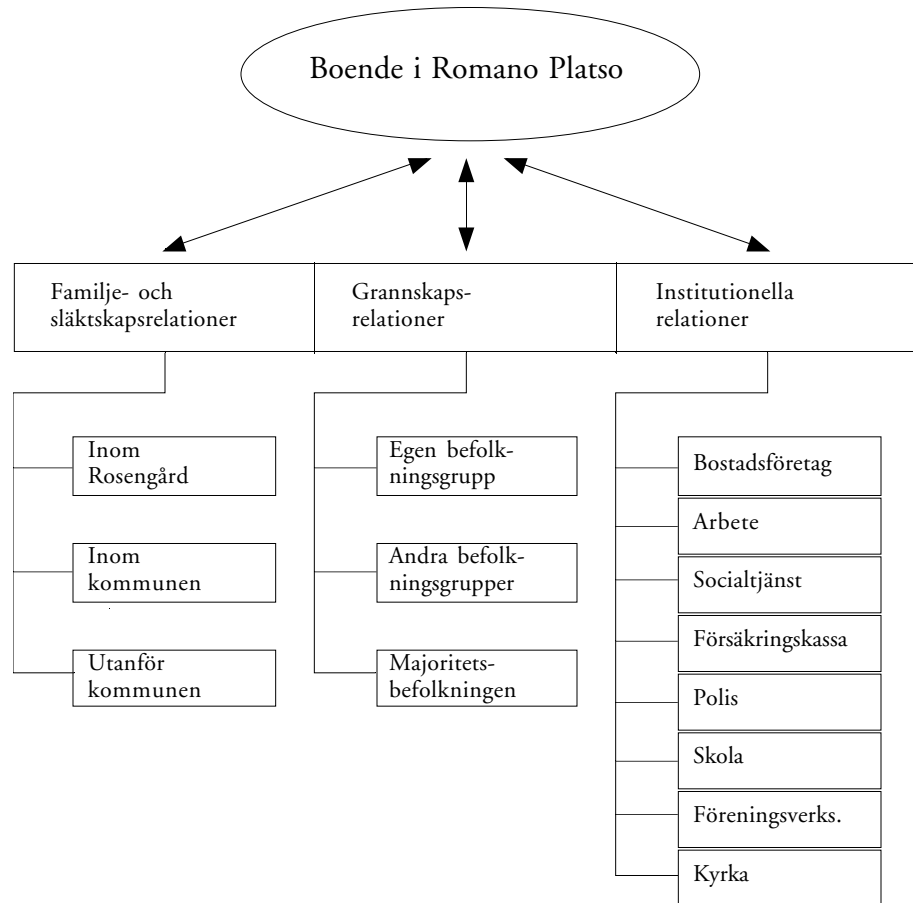 Boende i Romano Platso
Familje- och
släktskapsrelationer
Grannskaps-
relationer
Institutionella
relationer
Inom
Rosengård
Inom
kommunen
Utanför
kommunen
Egen befolk-
ningsgrupp
Andra befolk-
ningsgrupper
Majoritets-
befolkningen
Bostadsföretag
Arbete
Socialtjänst
Försäkringskassa
Polis
Skola
Föreningsverks.
Kyrka